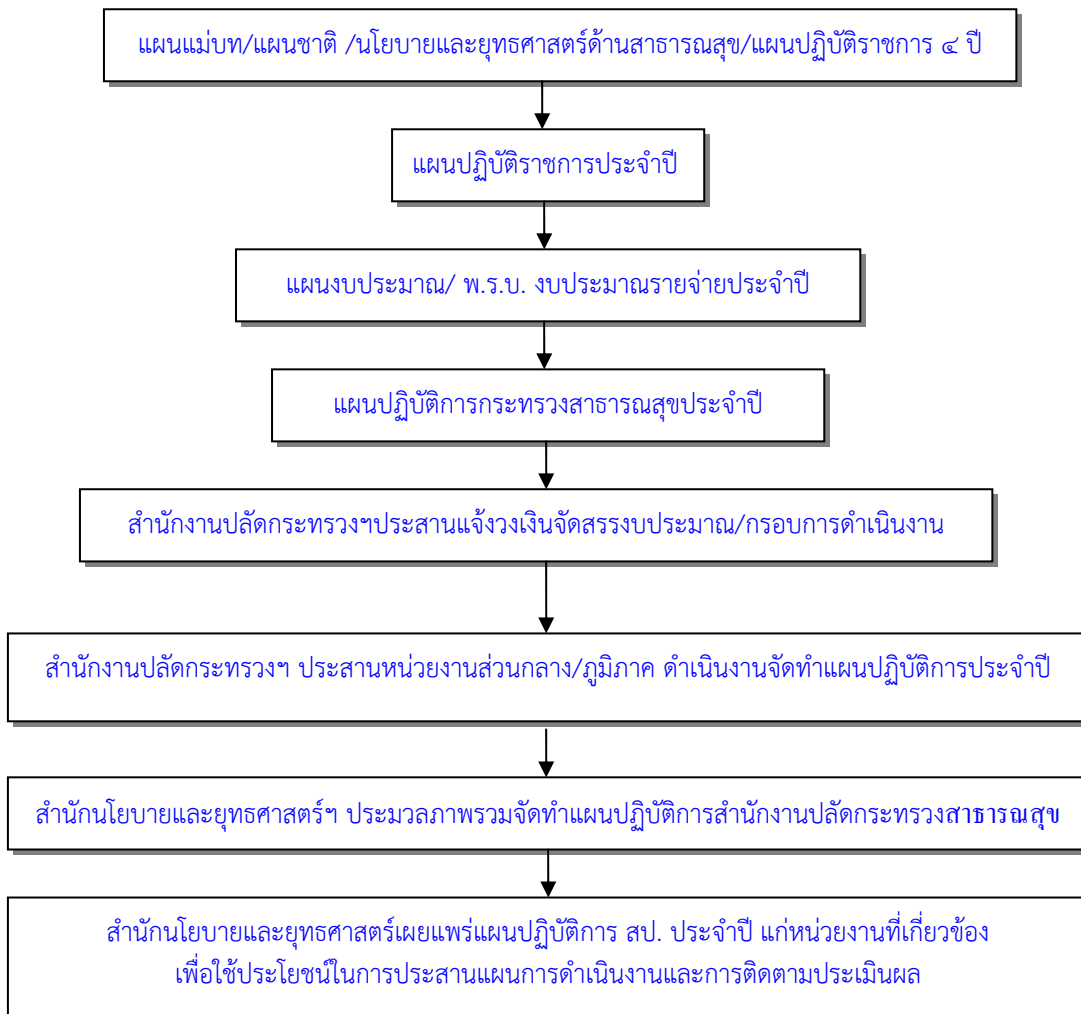 แผนแม่บท/แผนชาติ /นโยบายและยุทธศาสตร์ด้านสาธารณสุข/แผนปฏิบัติราชการ ๔ ปี
แผนปฏิบัติราชการประจำปี
แผนงบประมาณ/ พ.ร.บ. งบประมาณรายจ่ายประจำปี
แผนปฏิบัติการกระทรวงสาธารณสุขประจำปี
สำนักงานปลัดกระทรวงฯประสานแจ้งวงเงินจัดสรรงบประมาณ/กรอบการดำเนินงาน
สำนักงานปลัดกระทรวงฯ ประสานหน่วยงานส่วนกลาง/ภูมิภาค ดำเนินงานจัดทำแผนปฏิบัติการประจำปี
สำนักนโยบายและยุทธศาสตร์ฯ ประมวลภาพรวมจัดทำแผนปฏิบัติการสำนักงานปลัดกระทรวงสาธารณสุข
สำนักนโยบายและยุทธศาสตร์เผยแพร่แผนปฏิบัติการ สป. ประจำปี แก่หน่วยงานที่เกี่ยวข้อง
เพื่อใช้ประโยชน์ในการประสานแผนการดำเนินงานและการติดตามประเมินผล